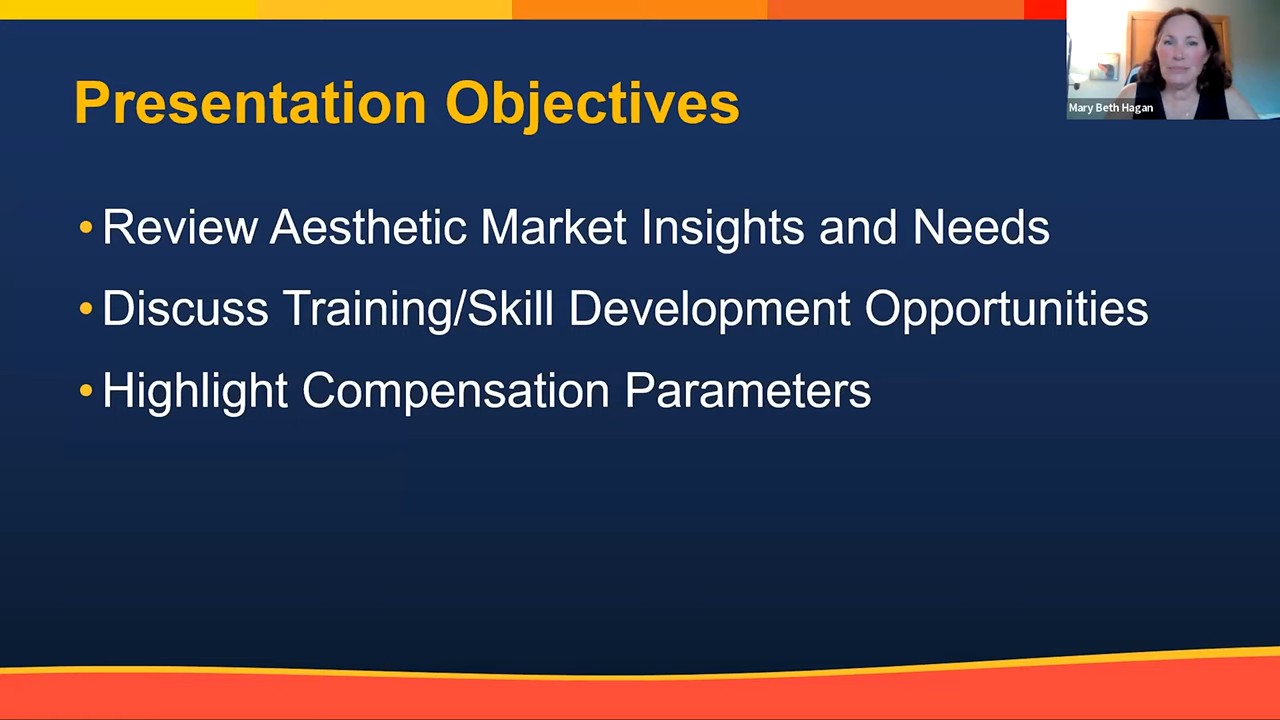 Presentation Objectives
Mary Beth Hagan
• Review Aesthetic Market Insights and Needs
• Discuss Training/Skill Development Opportunities
• Highlight Compensation Parameters